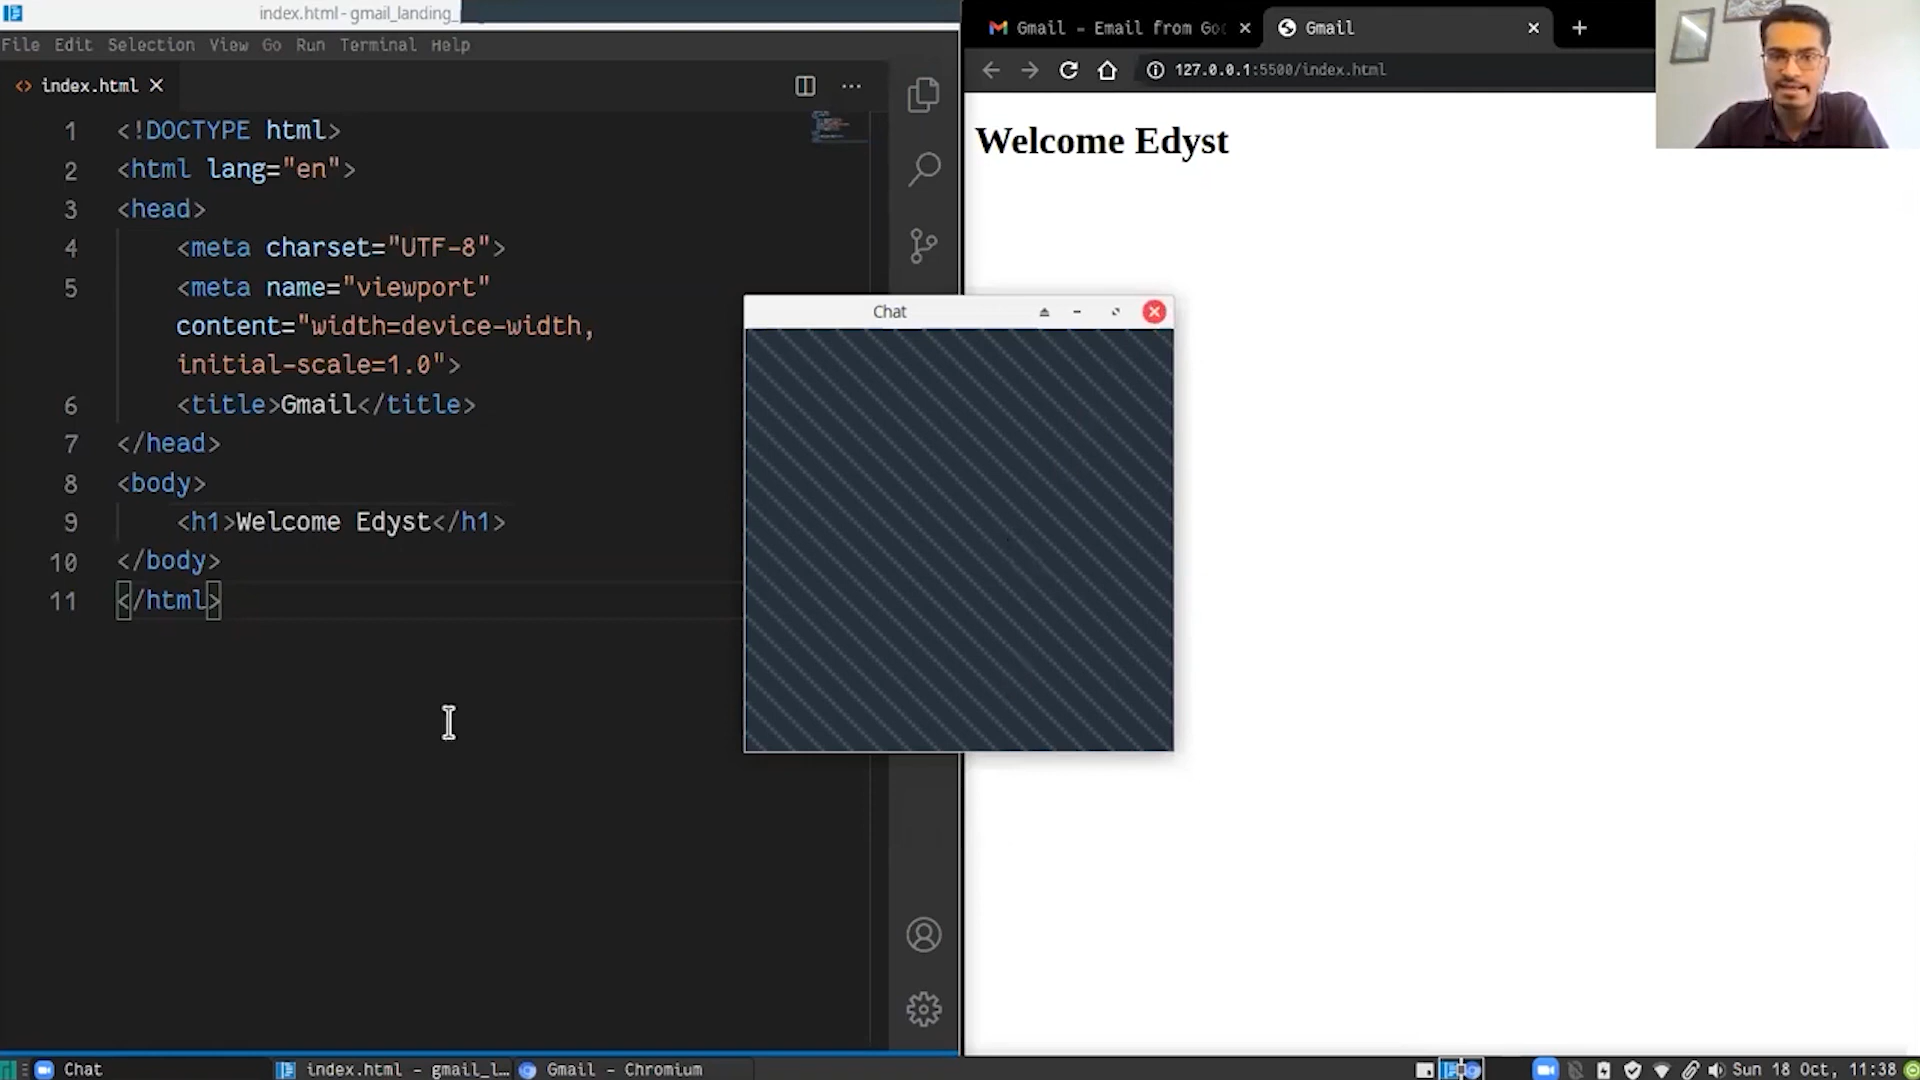 index.html - gmail_landing_
File Edit Selection View Go Run Terminal Help
index.html
1 <!DOCTYPE html>
2 <html lang="en">
3 <head>
4 <meta charset="UTF-8">
5 <meta name="viewport"
content="width=device-width,
initial-scale=1.0">
6 <title>Gmail</title>
7 </head>
8 <body>
9 <h1>Welcome Edyst</h1>
10 </body>
11 </html>
Gmail - Email from Goo
Gmail
127.0.0.1:5500/index.html
Welcome Edyst
Chat
Chat
index.html - gmail_l...
Gmail - Chromium
Sun 18 Oct, 11:38